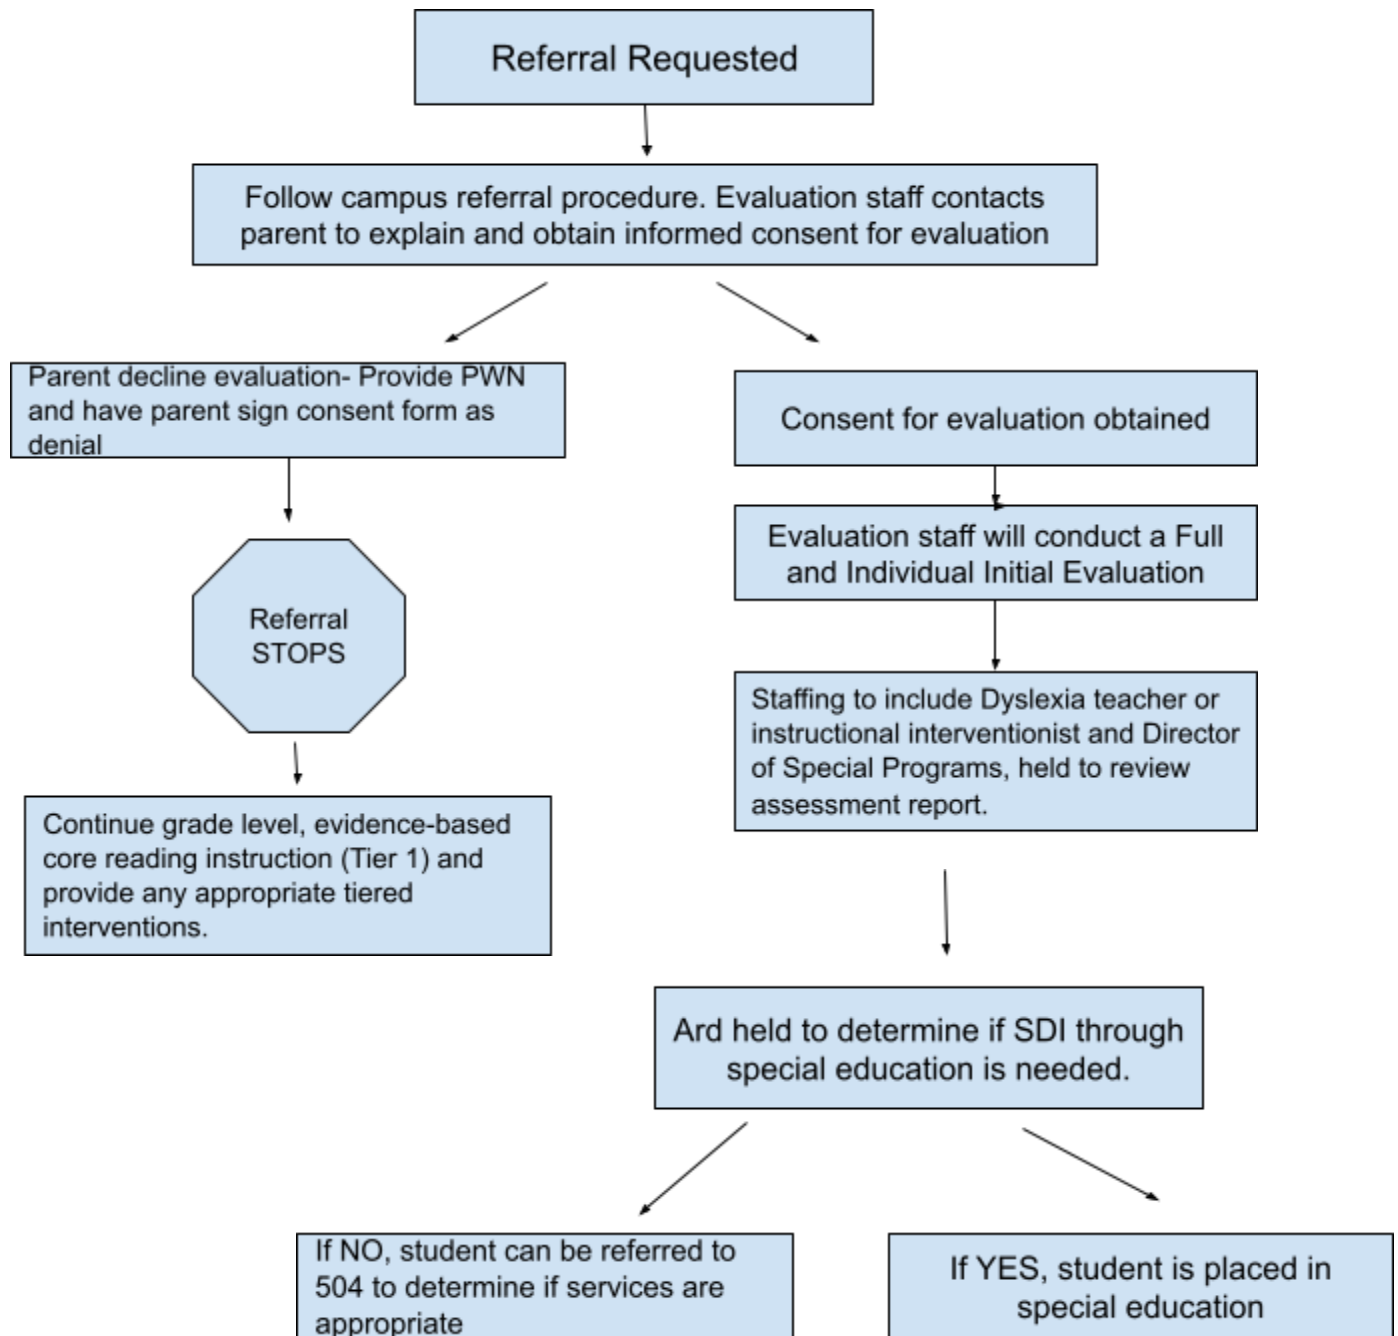 Referral Requested
Follow campus referral procedure. Evaluation staff contacts
parent to explain and obtain informed consent for evaluation
Parent decline evaluation- Provide PWN
and have parent sign consent form as
denial
Consent for evaluation obtained
Referral
STOPS
Evaluation staff will conduct a Full
and Individual Initial Evaluation
Continue grade level, evidence-based
core reading instruction (Tier 1) and
provide any appropriate tiered
interventions.
Staffing to include Dyslexia teacher or
instructional interventionist and Director
of Special Programs, held to review
assessment report.
Ard held to determine if SDI through
special education is needed.
If NO, student can be referred to
504 to determine if services are
appropriate
If YES, student is placed in
special education